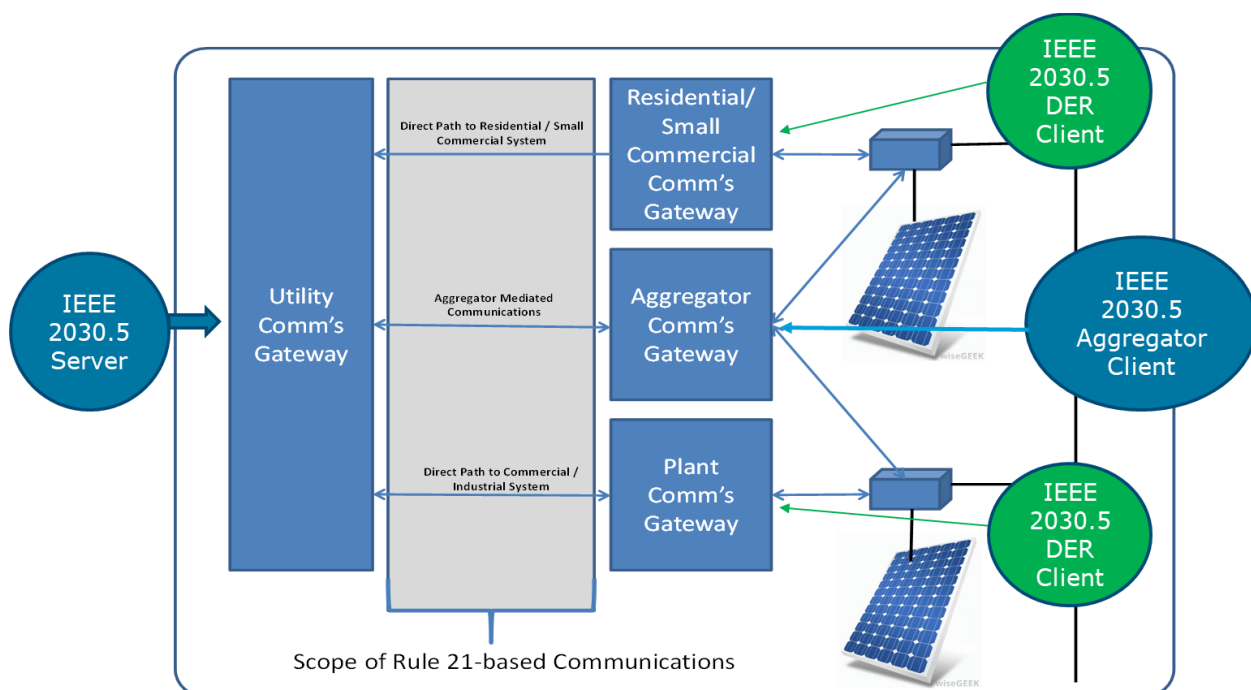 IEEE
2030.5
DER
Client
Residential/
Small
Commercial
Comm's
Gateway
Direct Path to Residential / Small
Commercial System
IEEE
2030.5
Server
Utility
Comm's
Gateway
Aggregator Mediated
Communications
Aggregator
Comm's
Gateway
IEEE
2030.5
Aggregator
Client
wiseGEEK
Direct Path to Commercial /
Industrial System
Plant
Comm's
Gateway
IEEE
2030.5
DER
Client
Scope of Rule 21-based Communications
wiseGEEK